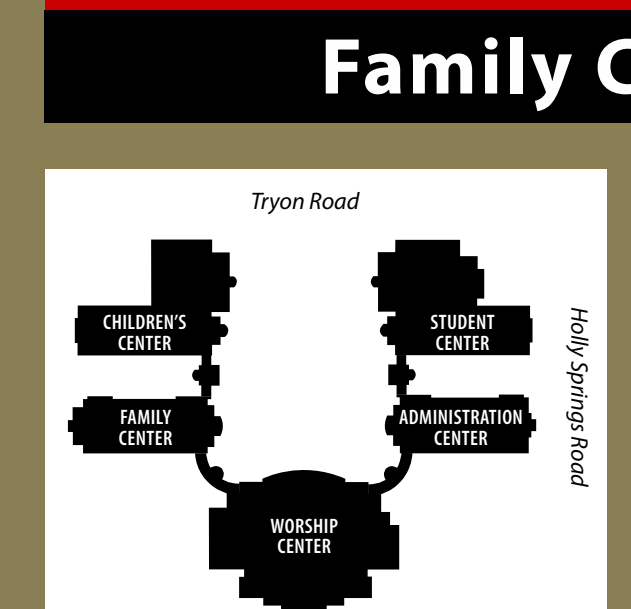 Family C
Tryon Road
CHILDREN'S
CENTER
STUDENT
CENTER
Holly Springs Road
FAMILY
CENTER
ADMINISTRATION
CENTER
WORSHIP
CENTER